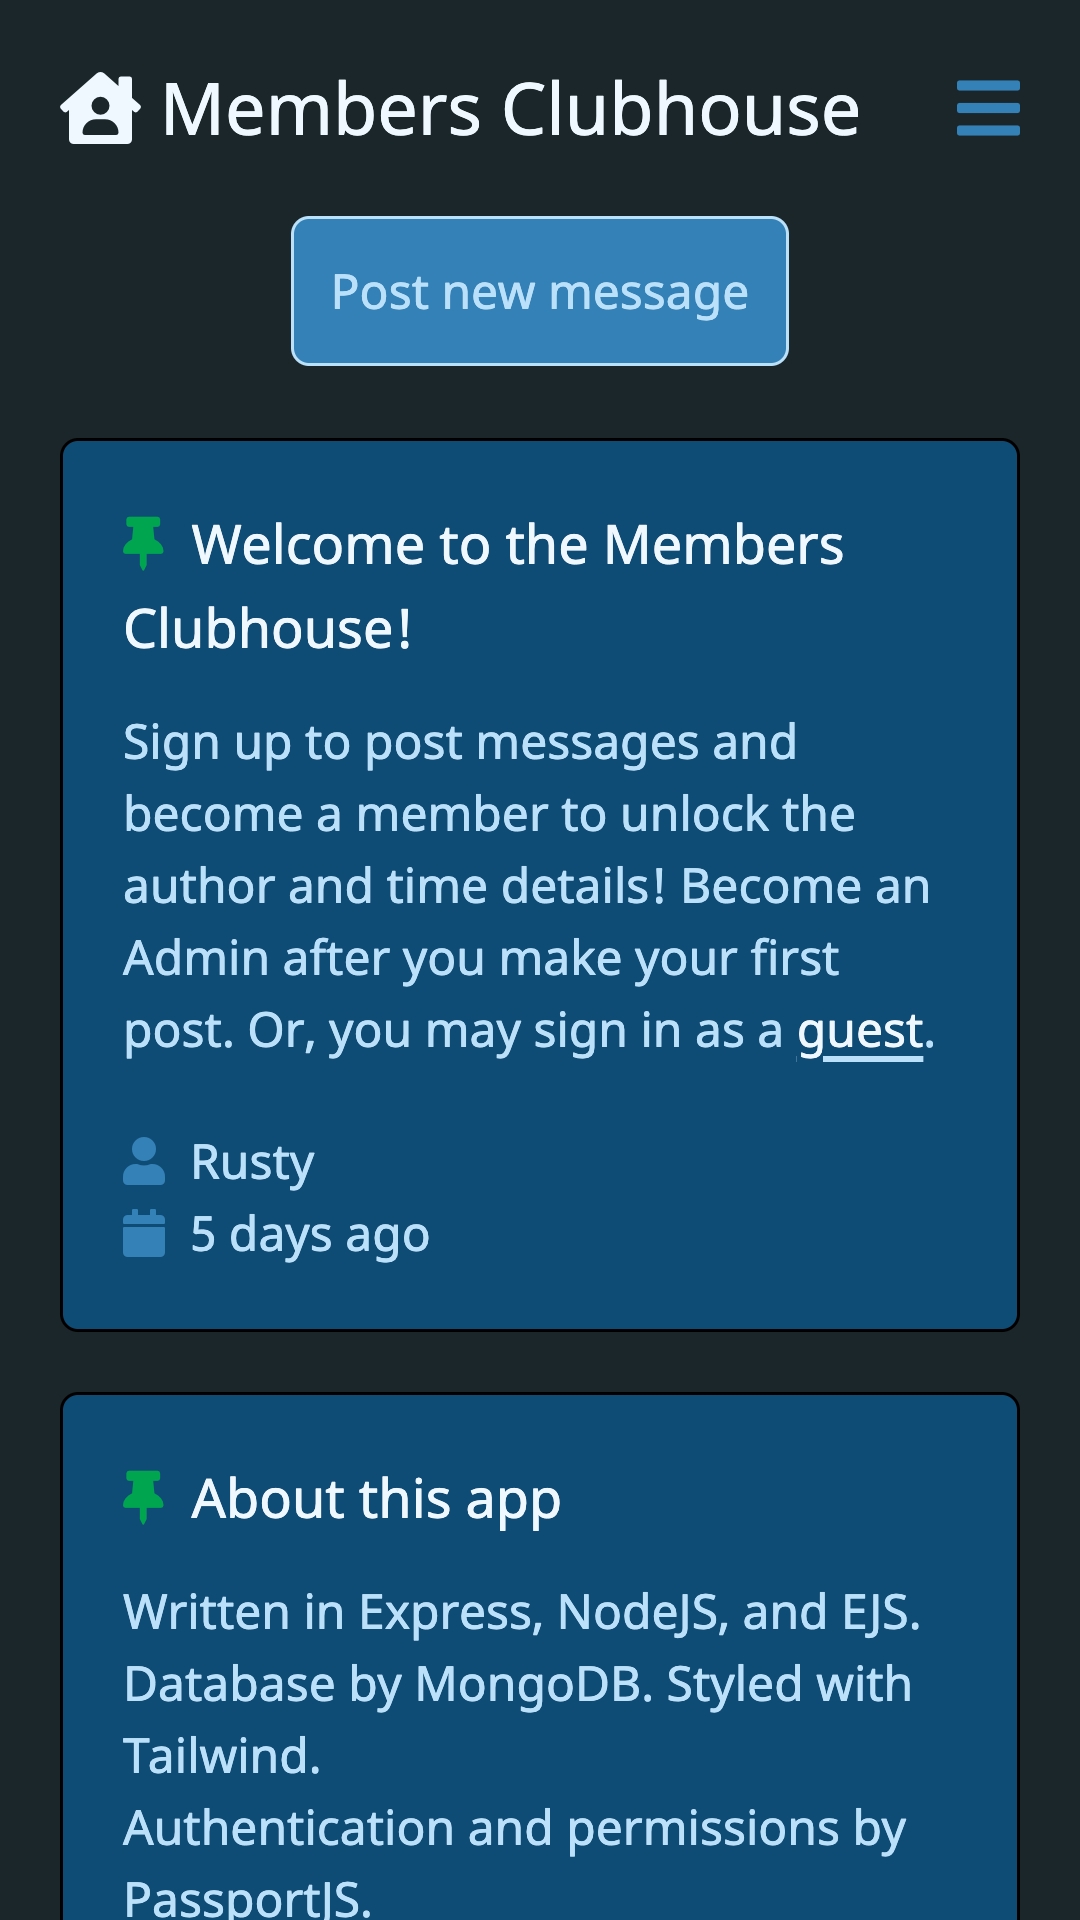 Members Clubhouse
Post new message
Welcome to the Members
Clubhouse!
Sign up to post messages and
become a member to unlock the
author and time details! Become an
Admin after you make your first
post. Or, you may sign in as a guest.
Rusty
5 days ago
About this app
Written in Express, NodeJS, and EJS.
Database by MongoDB. Styled with
Tailwind.
Authentication and permissions by
PassportJS.